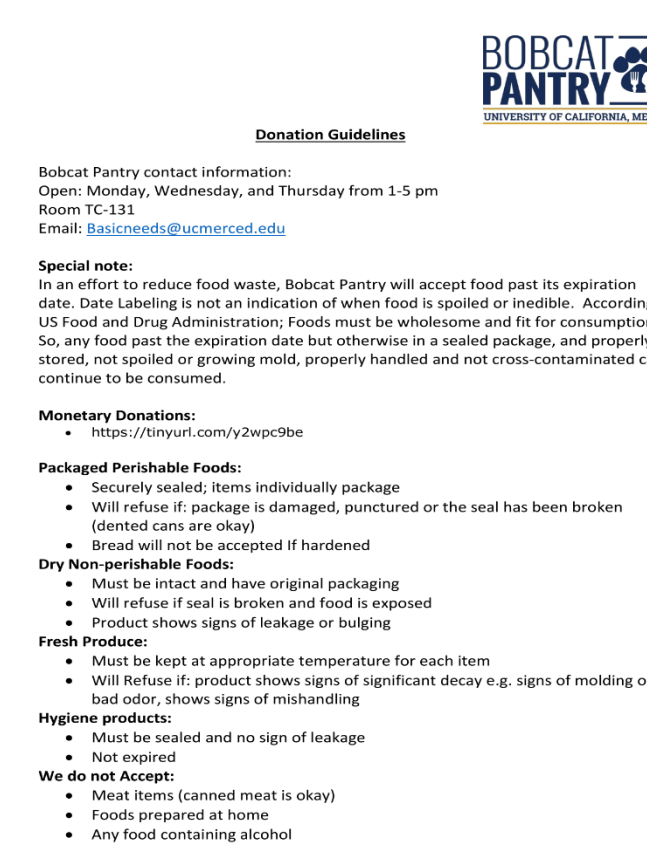 BOBCAT
PANTRY
UNIVERSITY OF CALIFORNIA, ME
Donation Guidelines
Bobcat Pantry contact information:
Open: Monday, Wednesday, and Thursday from 1-5 pm
Room TC-131
Email: Basicneeds@ucmerced.edu
Special note:
In an effort to reduce food waste, Bobcat Pantry will accept food past its expiration
date. Date Labeling is not an indication of when food is spoiled or inedible.  Accordin
US Food and Drug Administration; Foods must be wholesome and fit for consumptio
So, any food past the expiration date but otherwise in a sealed package, and properly
stored, not spoiled or growing mold, properly handled and not cross-contaminated c
continue to be consumed.
Monetary Donations:
• https://tinyurl.com/y2wpc9be
Packaged Perishable Foods:
• Securely sealed; items individually package
• Will refuse if: package is damaged, punctured or the seal has been broken
(dented cans are okay)
• Bread will not be accepted If hardened
Dry Non-perishable Foods:
• Must be intact and have original packaging
• Will refuse if seal is broken and food is exposed
• Product shows signs of leakage or bulging
Fresh Produce:
• Must be kept at appropriate temperature for each item
• Will Refuse if: product shows signs of significant decay e.g. signs of molding o
bad odor, shows signs of mishandling
Hygiene products:
• Must be sealed and no sign of leakage
• Not expired
We do not Accept:
• Meat items (canned meat is okay)
• Foods prepared at home
• Any food containing alcohol